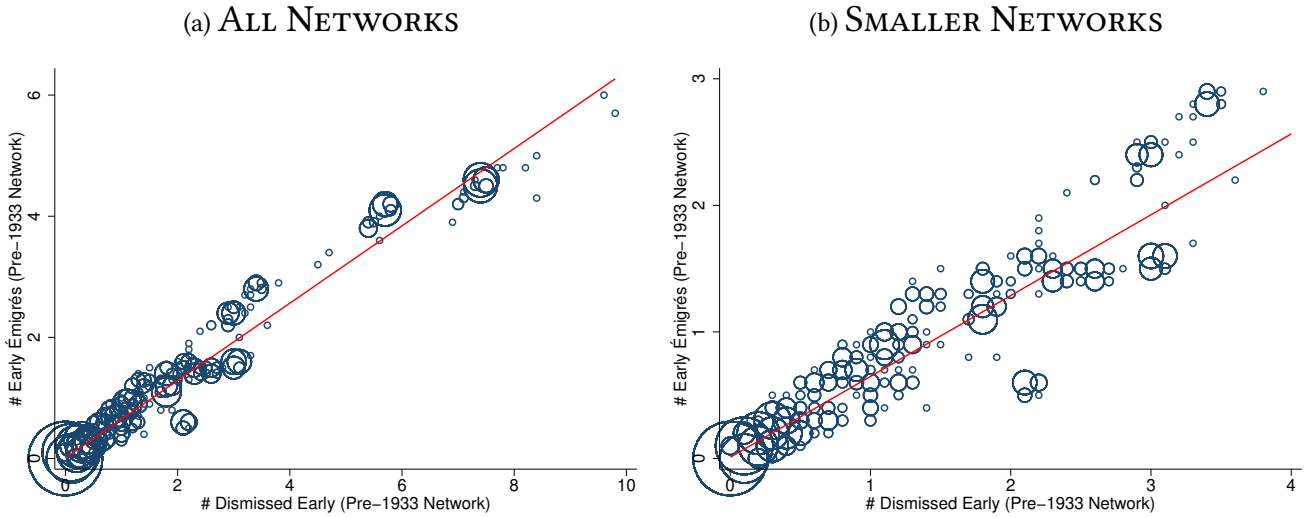 (a) ALL NETWORKS
# Early Émigrés (Pre−1933 Network)
6
4
2
0
0 2 4 6 8 10
# Dismissed Early (Pre−1933 Network)
(b) SMALLER NETWORKS
# Early Émigrés (Pre−1933 Network)
3
2
1
0
0 1 2 3 4
# Dismissed Early (Pre−1933 Network)